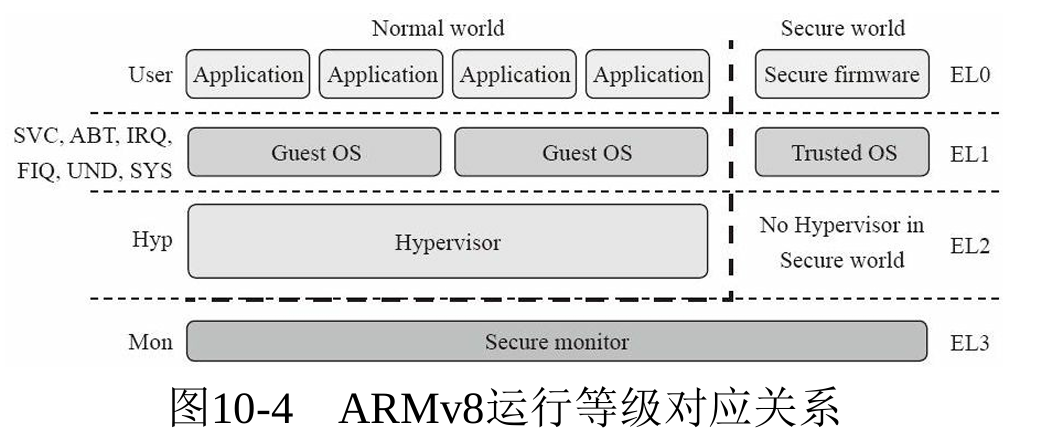 Normal world
Secure world
User
Application
Application
Application
Application
Secure firmware
EL0
SVC, ABT, IRQ,
FIQ, UND, SYS
Guest OS
Guest OS
Trusted OS
EL1
Hyp
Hypervisor
No Hypervisor in
Secure world
EL2
Mon
Secure monitor
EL3
图10-4 ARMv8运行等级对应关系